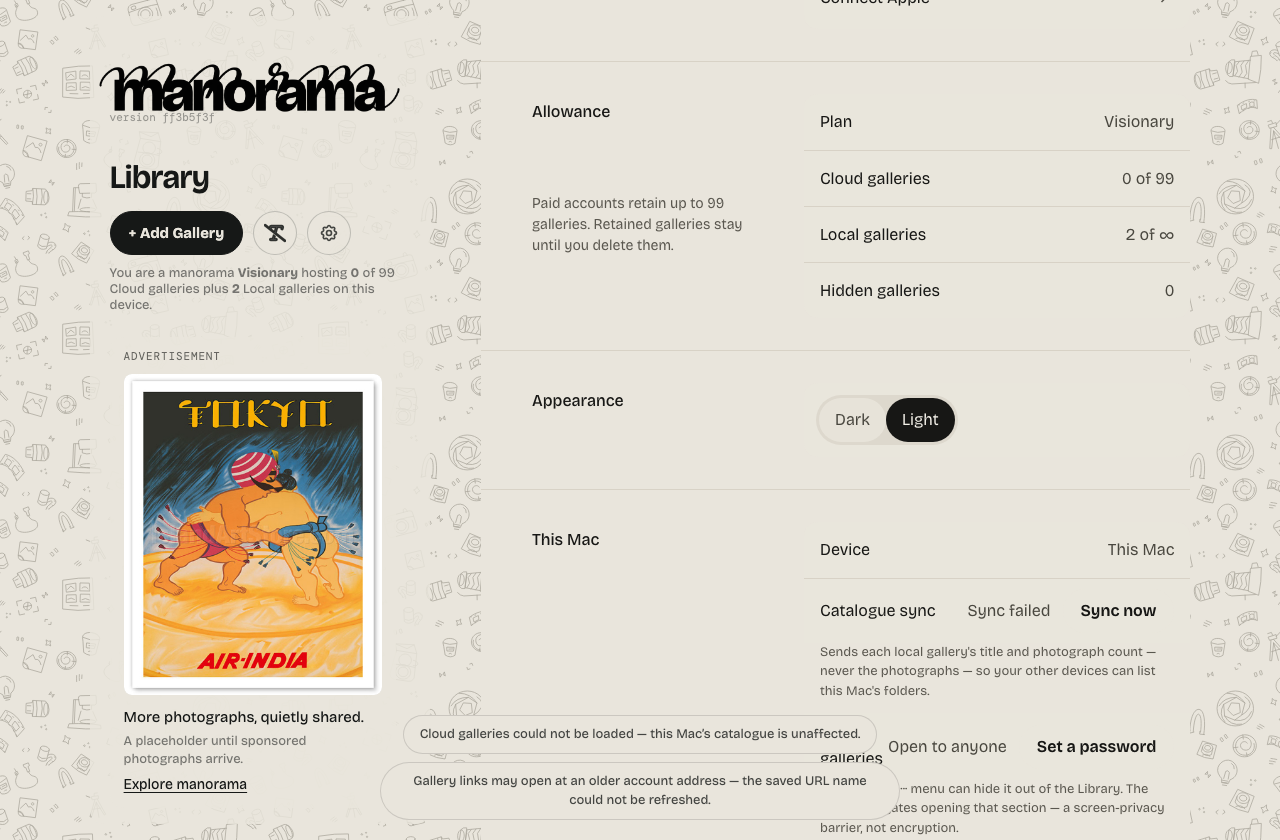 Connect Apple
manorama
version ff3b5f3f
Library
+ Add Gallery
You are a manorama Visionary hosting 0 of 99
Cloud galleries plus 2 Local galleries on this
device.
ADVERTISEMENT
TOKYO
AIR-INDIA
More photographs, quietly shared.
A placeholder until sponsored
photographs arrive.
Explore manorama
Allowance
Paid accounts retain up to 99
galleries. Retained galleries stay
until you delete them.
Plan Visionary
Cloud galleries 0 of 99
Local galleries 2 of ∞
Hidden galleries 0
Appearance
Dark Light
This Mac
Device This Mac
Catalogue sync Sync failed Sync now
Sends each local gallery's title and photograph count —
never the photographs — so your other devices can list
this Mac's folders.
galleries Open to anyone Set a password
menu can hide it out of the Library. The
opening that section — a screen-privacy
barrier, not encryption.
Cloud galleries could not be loaded — this Mac's catalogue is unaffected.
Gallery links may open at an older account address — the saved URL name
could not be refreshed.